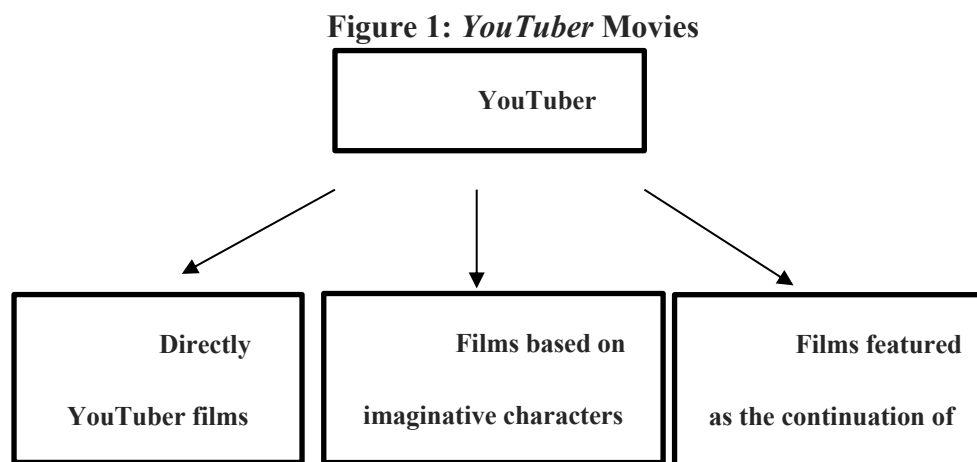 Figure 1: YouTuber Movies
YouTuber
Directly
YouTuber films
Films based on
imaginative characters
Films featured
as the continuation of